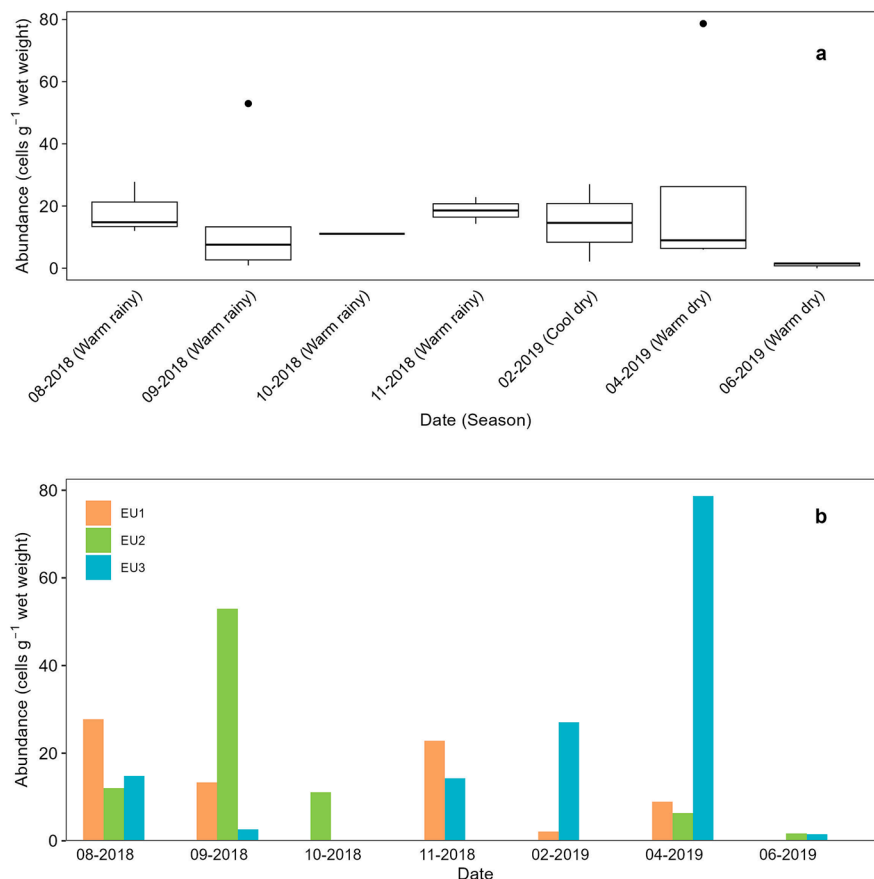 a
80
60
40
20
0
Abundance (cells g⁻¹ wet weight)
08-2018 (Warm rainy)
09-2018 (Warm rainy)
10-2018 (Warm rainy)
11-2018 (Warm rainy)
02-2019 (Cool dry)
04-2019 (Warm dry)
06-2019 (Warm dry)
Date (Season)
b
80
60
40
20
0
Abundance (cells g⁻¹ wet weight)
EU1
EU2
EU3
08-2018
09-2018
10-2018
11-2018
02-2019
04-2019
06-2019
Date